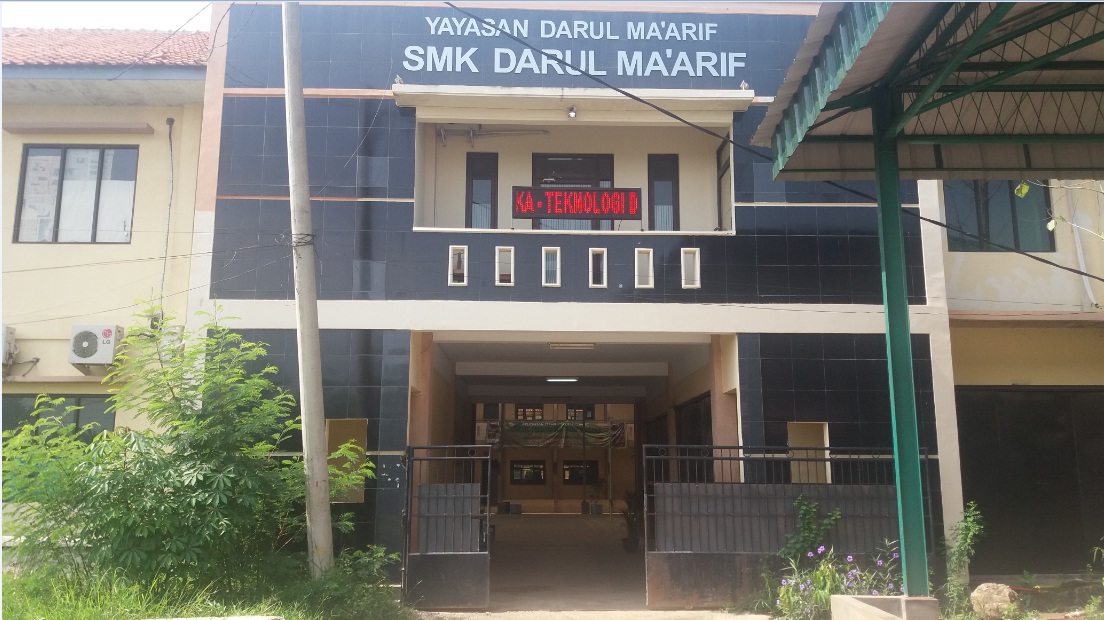 YAYASAN DARUL MA'ARIF
SMK DARUL MA'ARIF
KA - TEKNOLOGI D
LG